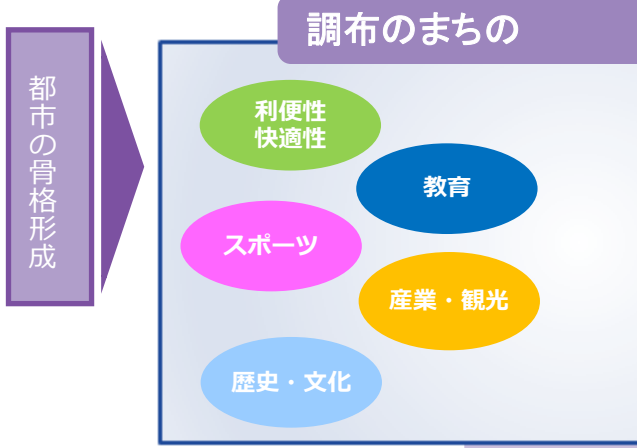 調布のまちの
都市の骨格形成
利便性
快適性
教育
スポーツ
産業・観光
歴史・文化